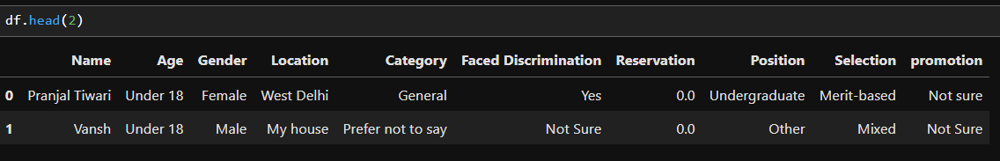 df.head(2)
Name Age Gender Location Category Faced Discrimination Reservation Position Selection promotion
0 Pranjal Tiwari Under 18 Female West Delhi General Yes 0.0 Undergraduate Merit-based Not sure
1 Vansh Under 18 Male My house Prefer not to say Not Sure 0.0 Other Mixed Not Sure